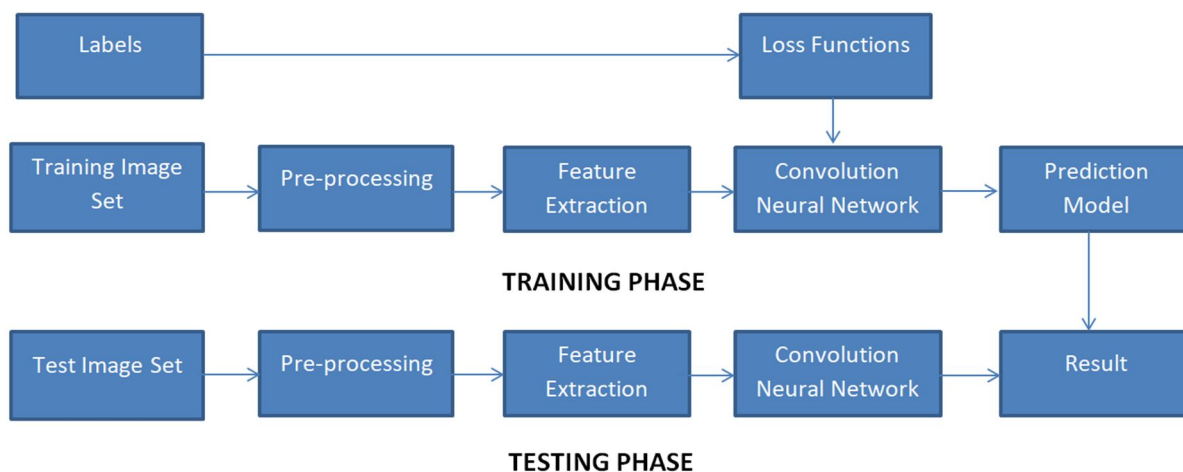 Labels
Loss Functions
Training Image
Set
Pre-processing
Feature
Extraction
Convolution
Neural Network
Prediction
Model
TRAINING PHASE
Test Image Set
Pre-processing
Feature
Extraction
Convolution
Neural Network
Result
TESTING PHASE